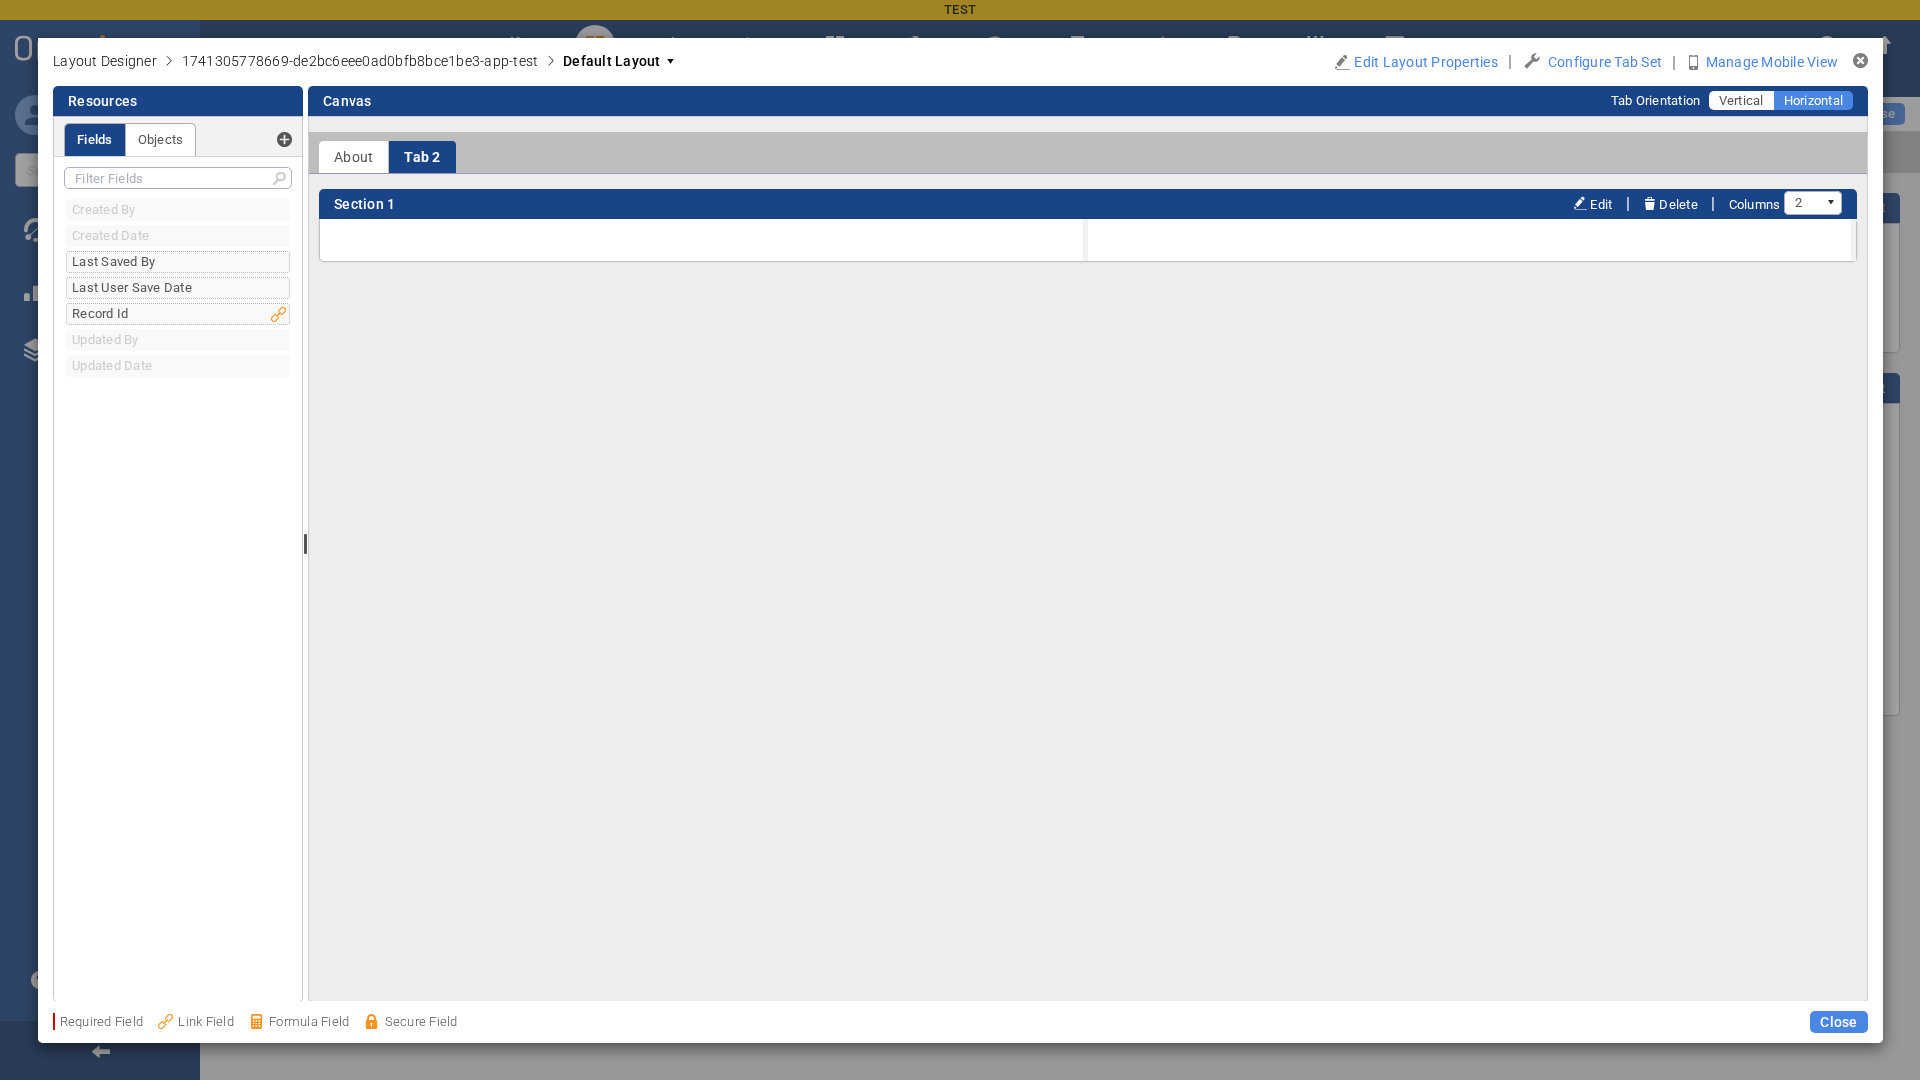 TEST
Layout Designer > 1741305778669-de2bc6eee0ad0bfb8bce1be3-app-test > Default Layout
Edit Layout Properties | Configure Tab Set | Manage Mobile View
Resources
Canvas
Tab Orientation Vertical Horizontal
Fields Objects
About Tab 2
Filter Fields
Section 1
Edit | Delete | Columns 2
Created By
Created Date
Last Saved By
Last User Save Date
Record Id
Updated By
Updated Date
Required Field Link Field Formula Field Secure Field
Close